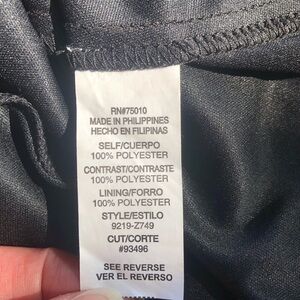 RN#75010
MADE IN PHILIPPINES
HECHO EN FILIPINAS
SELF/CUERPO
100% POLYESTER
CONTRAST/CONTRASTE
100% POLYESTER
LINING/FORRO
100% POLYESTER
STYLE/ESTILO
9219-Z749
CUT/CORTE
#93496
SEE REVERSE
VER EL REVERSO